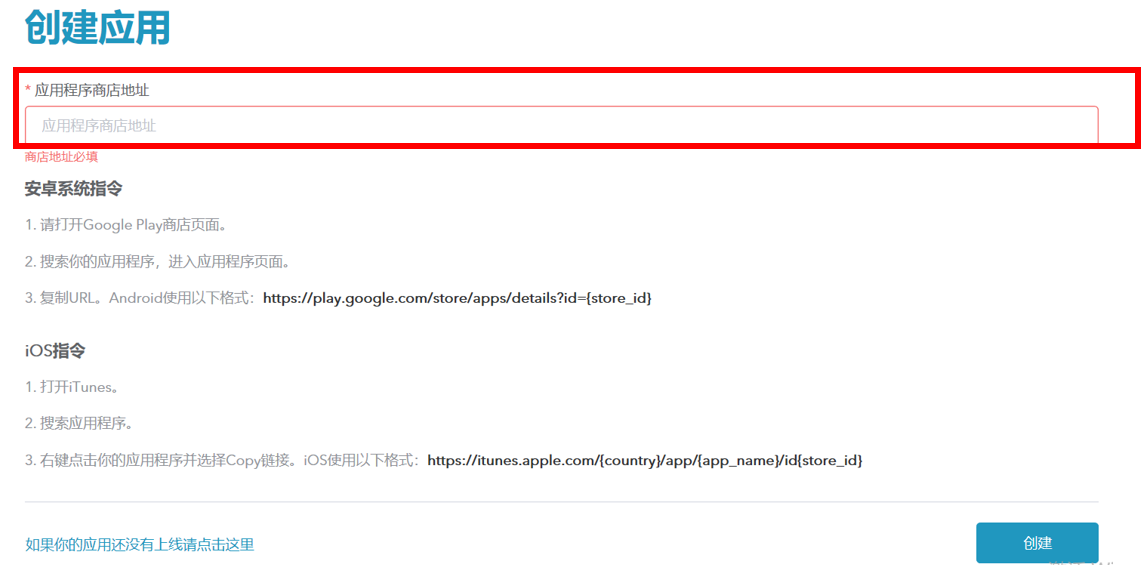 创建应用
* 应用程序商店地址
应用程序商店地址
商店地址必填
安卓系统指令
1. 请打开Google Play商店页面。
2. 搜索你的应用程序，进入应用程序页面。
3. 复制URL。Android使用以下格式：https://play.google.com/store/apps/details?id={store_id}
iOS指令
1. 打开iTunes。
2. 搜索应用程序。
3. 右键点击你的应用程序并选择Copy链接。iOS使用以下格式：https://itunes.apple.com/{country}/app/{app_name}/id{store_id}
如果你的应用还没有上线请点击这里
创建